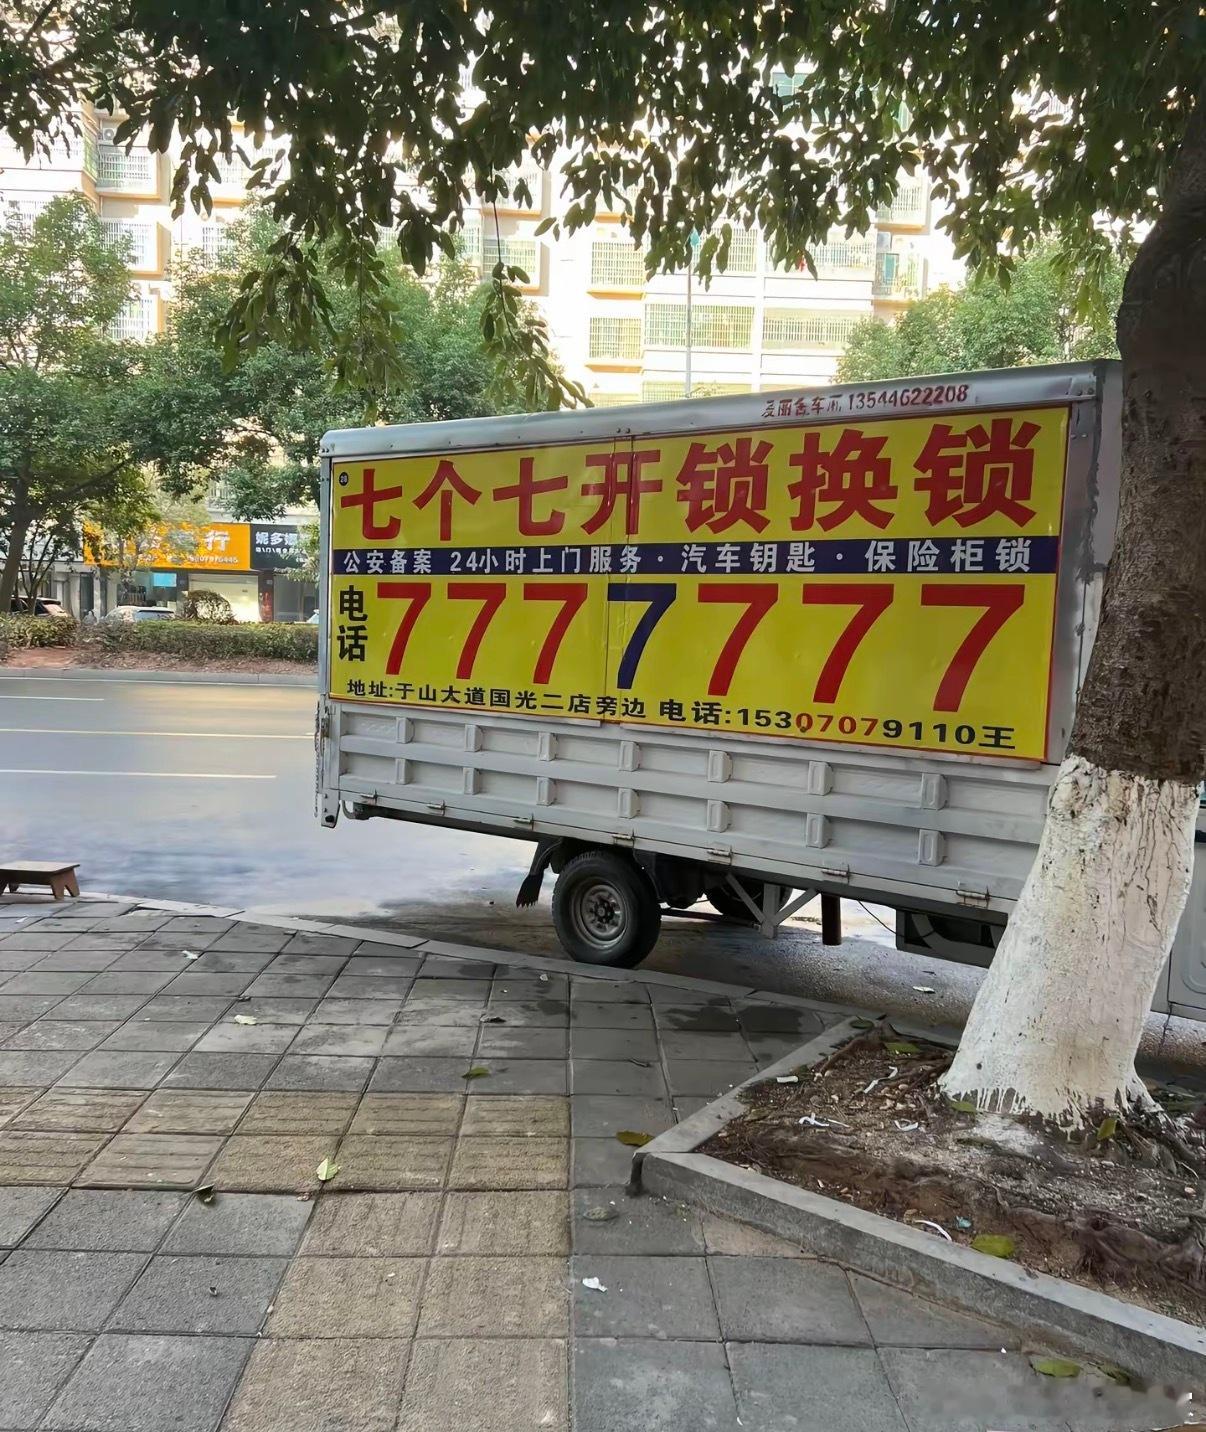 13544622208
七个七开锁换锁
公安备案 24小时上门服务·汽车钥匙·保险柜锁
电话
7777777
地址:于山大道国光二店旁边 电话:15307079110王
行
妮多